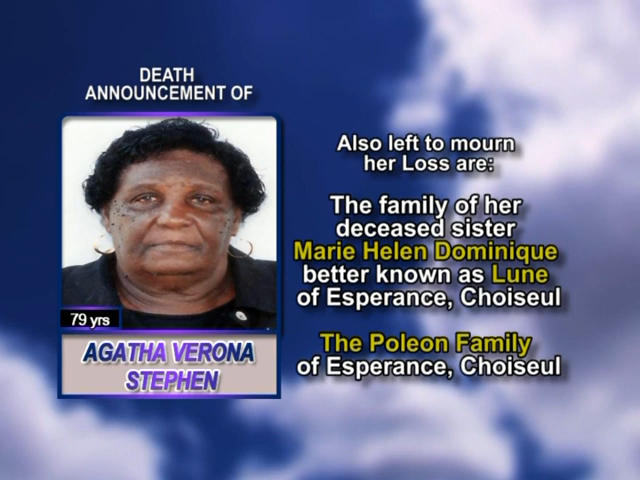 DEATH
ANNOUNCEMENT OF
79 yrs
AGATHA VERONA
STEPHEN
Also left to mourn
her Loss are:
The family of her
deceased sister
Marie Helen Dominique
better known as Lune
of Esperance, Choiseul
The Poleon Family
of Esperance, Choiseul